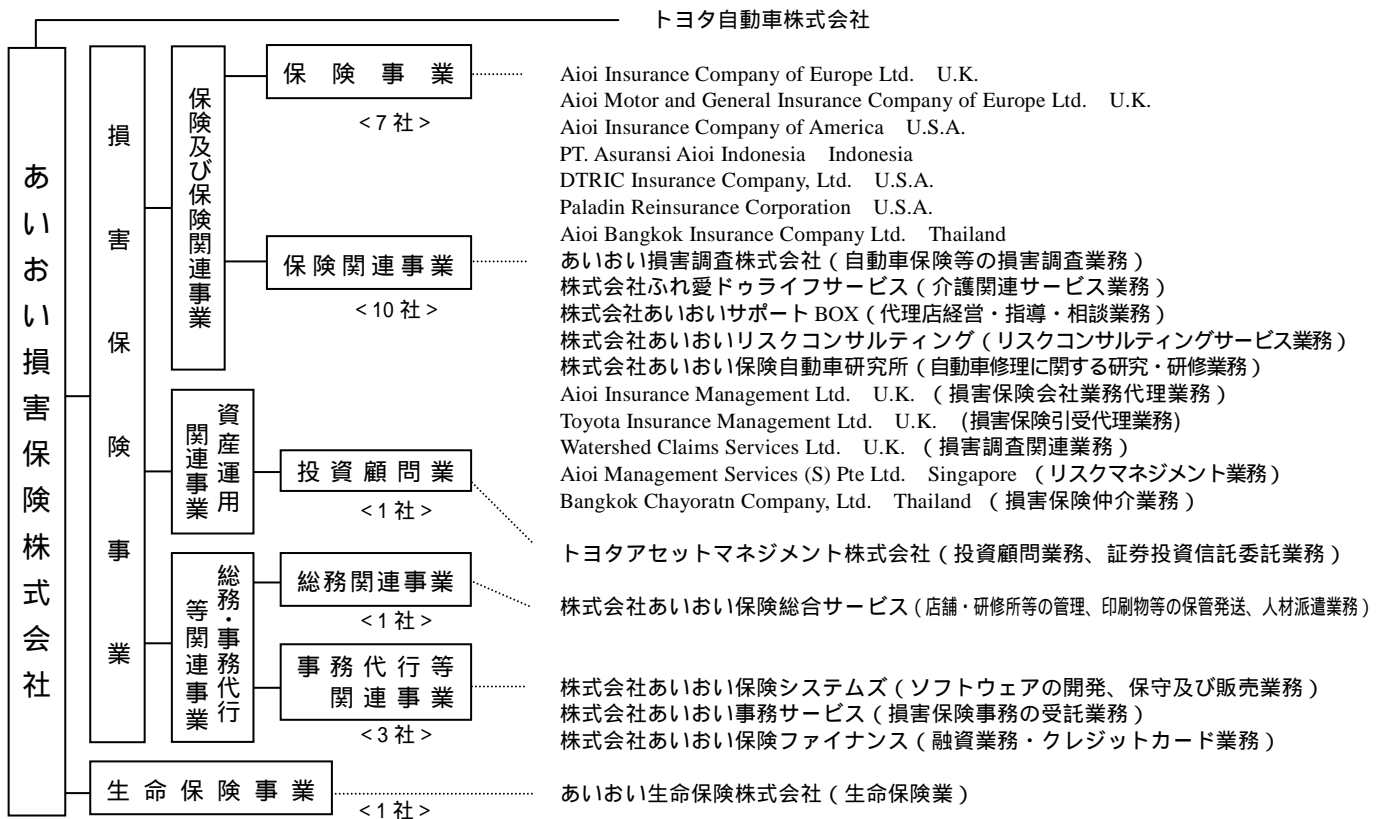 トヨタ自動車株式会社
あいおい損害保険株式会社
損害保険事業
保険及び保険関連事業
保険事業
<7社>
Aioi Insurance Company of Europe Ltd. U.K.
Aioi Motor and General Insurance Company of Europe Ltd. U.K.
Aioi Insurance Company of America U.S.A.
PT. Asuransi Aioi Indonesia Indonesia
DTRIC Insurance Company, Ltd. U.S.A.
Paladin Reinsurance Corporation U.S.A.
Aioi Bangkok Insurance Company Ltd. Thailand
保険関連事業
<10社>
あいおい損害調査株式会社(自動車保険等の損害調査業務)
株式会社ふれ愛ドゥライフサービス(介護関連サービス業務)
株式会社あいおいサポートBOX(代理店経営・指導・相談業務)
株式会社あいおいリスクコンサルティング(リスクコンサルティングサービス業務)
株式会社あいおい保険自動車研究所(自動車修理に関する研究・研修業務)
Aioi Insurance Management Ltd. U.K. (損害保険会社業務代理業務)
Toyota Insurance Management Ltd. U.K. (損害保険引受代理業務)
Watershed Claims Services Ltd. U.K. (損害調査関連業務)
Aioi Management Services (S) Pte Ltd. Singapore (リスクマネジメント業務)
Bangkok Chayoratn Company, Ltd. Thailand (損害保険仲介業務)
資産運用
関連事業
投資顧問業
<1社>
トヨタアセットマネジメント株式会社(投資顧問業務、証券投資信託委託業務)
総務・事務代行
等関連事業
総務関連事業
<1社>
株式会社あいおい保険総合サービス(店舗・研修所等の管理、印刷物等の保管発送、人材派遣業務)
事務代行等
関連事業
<3社>
株式会社あいおい保険システムズ(ソフトウェアの開発、保守及び販売業務)
株式会社あいおい事務サービス(損害保険事務の受託業務)
株式会社あいおい保険ファイナンス(融資業務・クレジットカード業務)
生命保険事業
<1社>
あいおい生命保険株式会社(生命保険業)